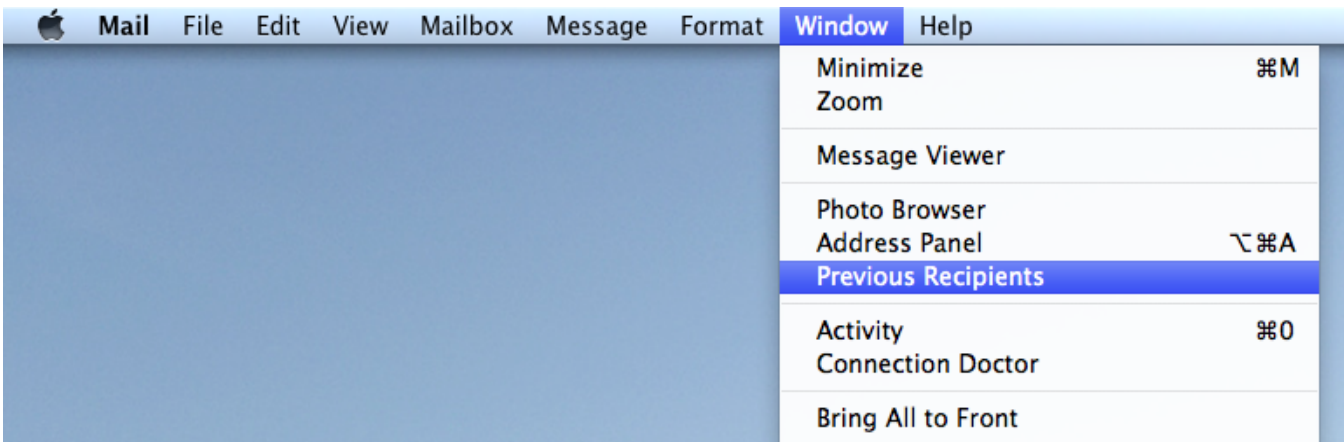 Mail File Edit View Mailbox Message Format Window Help
Minimize ⌘M
Zoom
Message Viewer
Photo Browser
Address Panel ⌥⌘A
Previous Recipients
Activity ⌘0
Connection Doctor
Bring All to Front